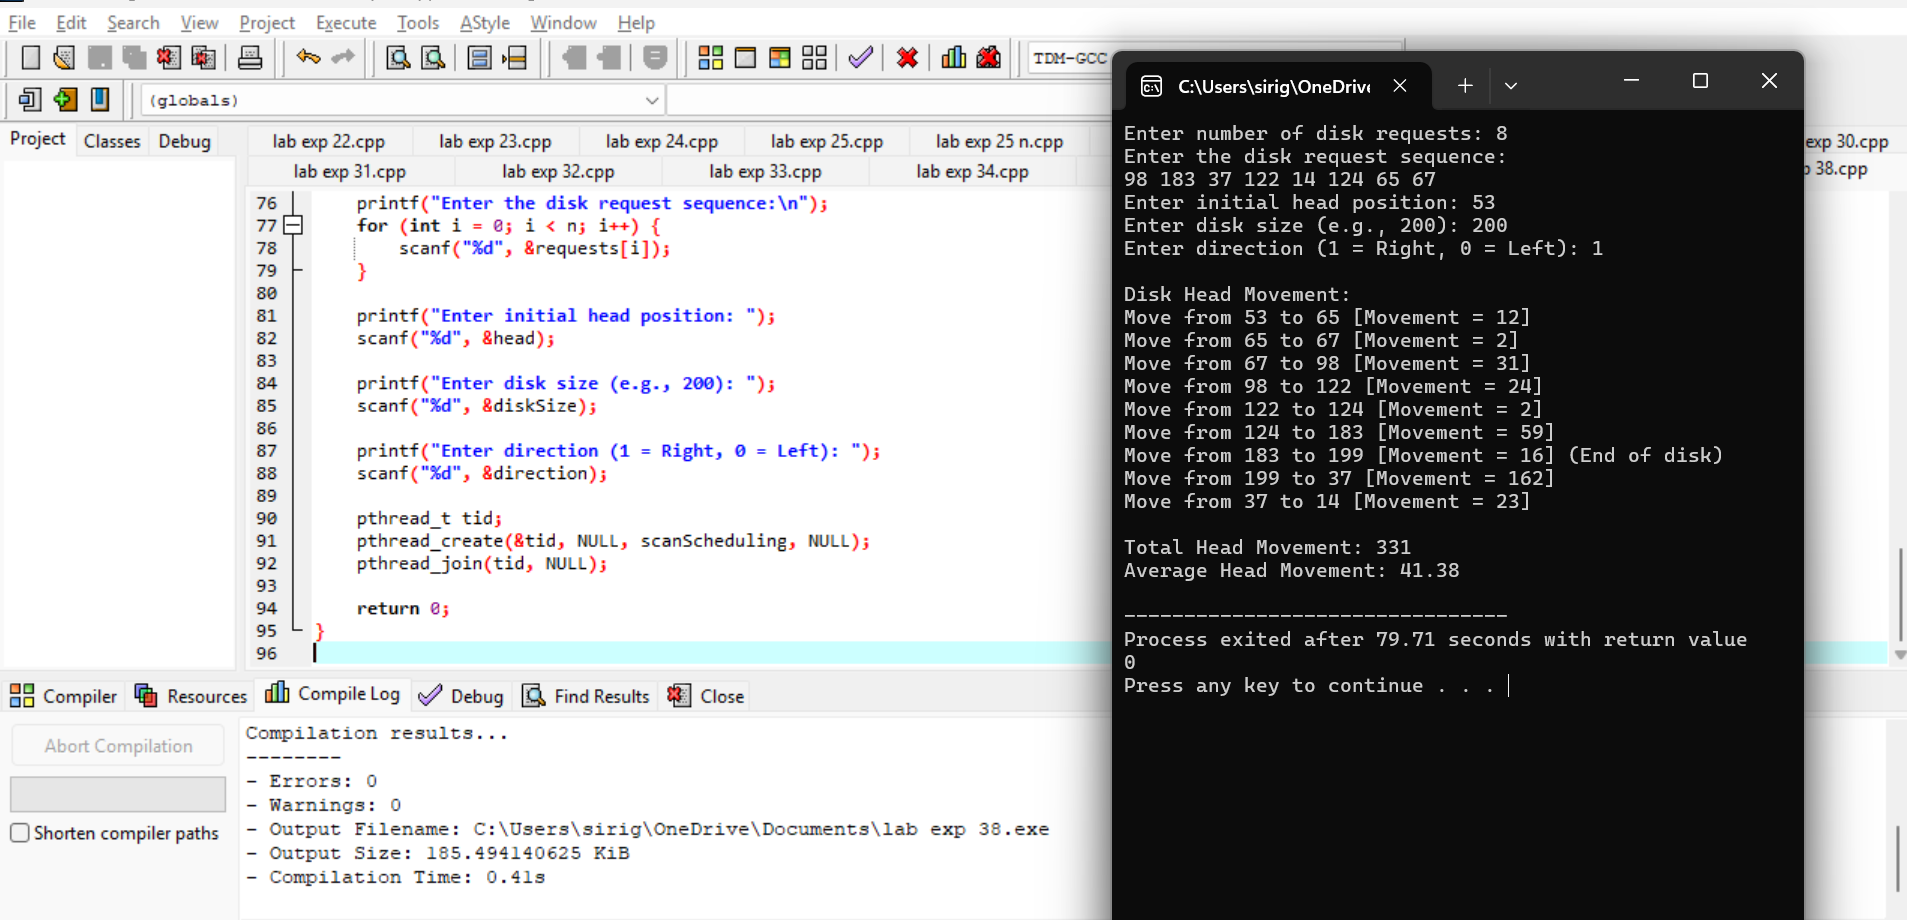 File Edit Search View Project Execute Tools AStyle Window Help
TDM-GCC
(globals)
Project Classes Debug
lab exp 22.cpp lab exp 23.cpp lab exp 24.cpp lab exp 25.cpp lab exp 25 n.cpp exp 30.cpp
lab exp 31.cpp lab exp 32.cpp lab exp 33.cpp lab exp 34.cpp 38.cpp
76 printf("Enter the disk request sequence:\n");
77 for (int i = 0; i < n; i++) {
78 scanf("%d", &requests[i]);
79 }
80
81 printf("Enter initial head position: ");
82 scanf("%d", &head);
83
84 printf("Enter disk size (e.g., 200): ");
85 scanf("%d", &diskSize);
86
87 printf("Enter direction (1 = Right, 0 = Left): ");
88 scanf("%d", &direction);
89
90 pthread_t tid;
91 pthread_create(&tid, NULL, scanScheduling, NULL);
92 pthread_join(tid, NULL);
93
94 return 0;
95 }
96
Compiler Resources Compile Log Debug Find Results Close
Abort Compilation
Shorten compiler paths
Compilation results...
--------
- Errors: 0
- Warnings: 0
- Output Filename: C:\Users\sirig\OneDrive\Documents\lab exp 38.exe
- Output Size: 185.494140625 KiB
- Compilation Time: 0.41s
C:\Users\sirig\OneDrive
Enter number of disk requests: 8
Enter the disk request sequence:
98 183 37 122 14 124 65 67
Enter initial head position: 53
Enter disk size (e.g., 200): 200
Enter direction (1 = Right, 0 = Left): 1
Disk Head Movement:
Move from 53 to 65 [Movement = 12]
Move from 65 to 67 [Movement = 2]
Move from 67 to 98 [Movement = 31]
Move from 98 to 122 [Movement = 24]
Move from 122 to 124 [Movement = 2]
Move from 124 to 183 [Movement = 59]
Move from 183 to 199 [Movement = 16] (End of disk)
Move from 199 to 37 [Movement = 162]
Move from 37 to 14 [Movement = 23]
Total Head Movement: 331
Average Head Movement: 41.38
--------------------------------
Process exited after 79.71 seconds with return value
0
Press any key to continue . . .